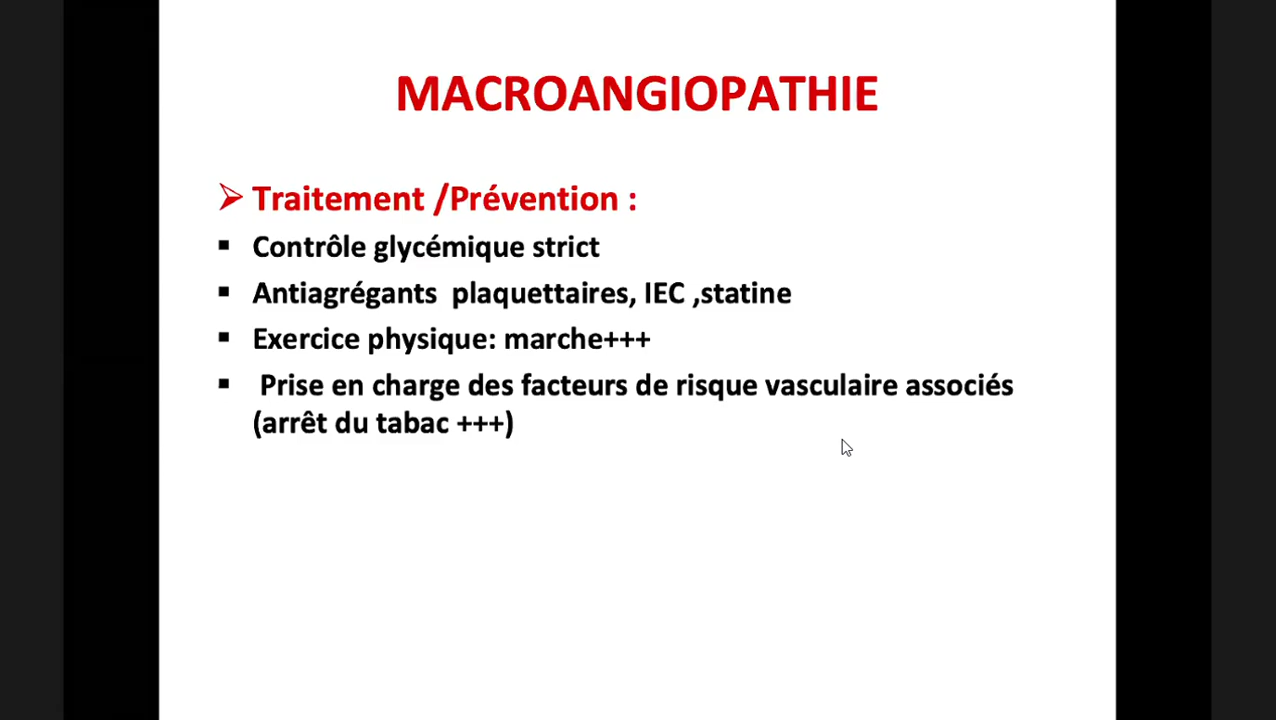 MACROANGIOPATHIE
➢ Traitement /Prévention :
▪ Contrôle glycémique strict
▪ Antiagrégants plaquettaires, IEC ,statine
▪ Exercice physique: marche+++
▪ Prise en charge des facteurs de risque vasculaire associés
(arrêt du tabac +++)